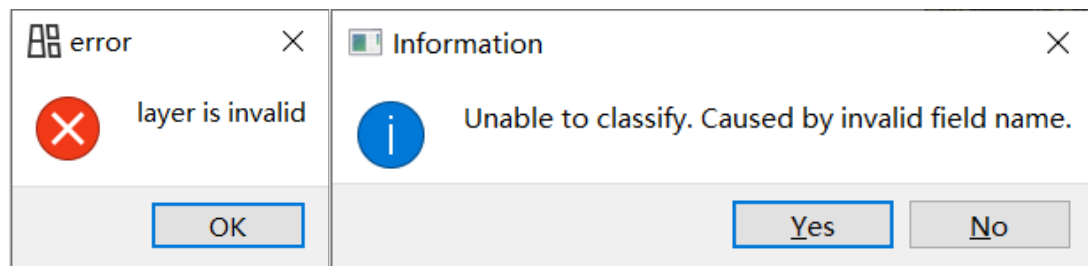 error
layer is invalid
OK
Information
Unable to classify. Caused by invalid field name.
Yes
No